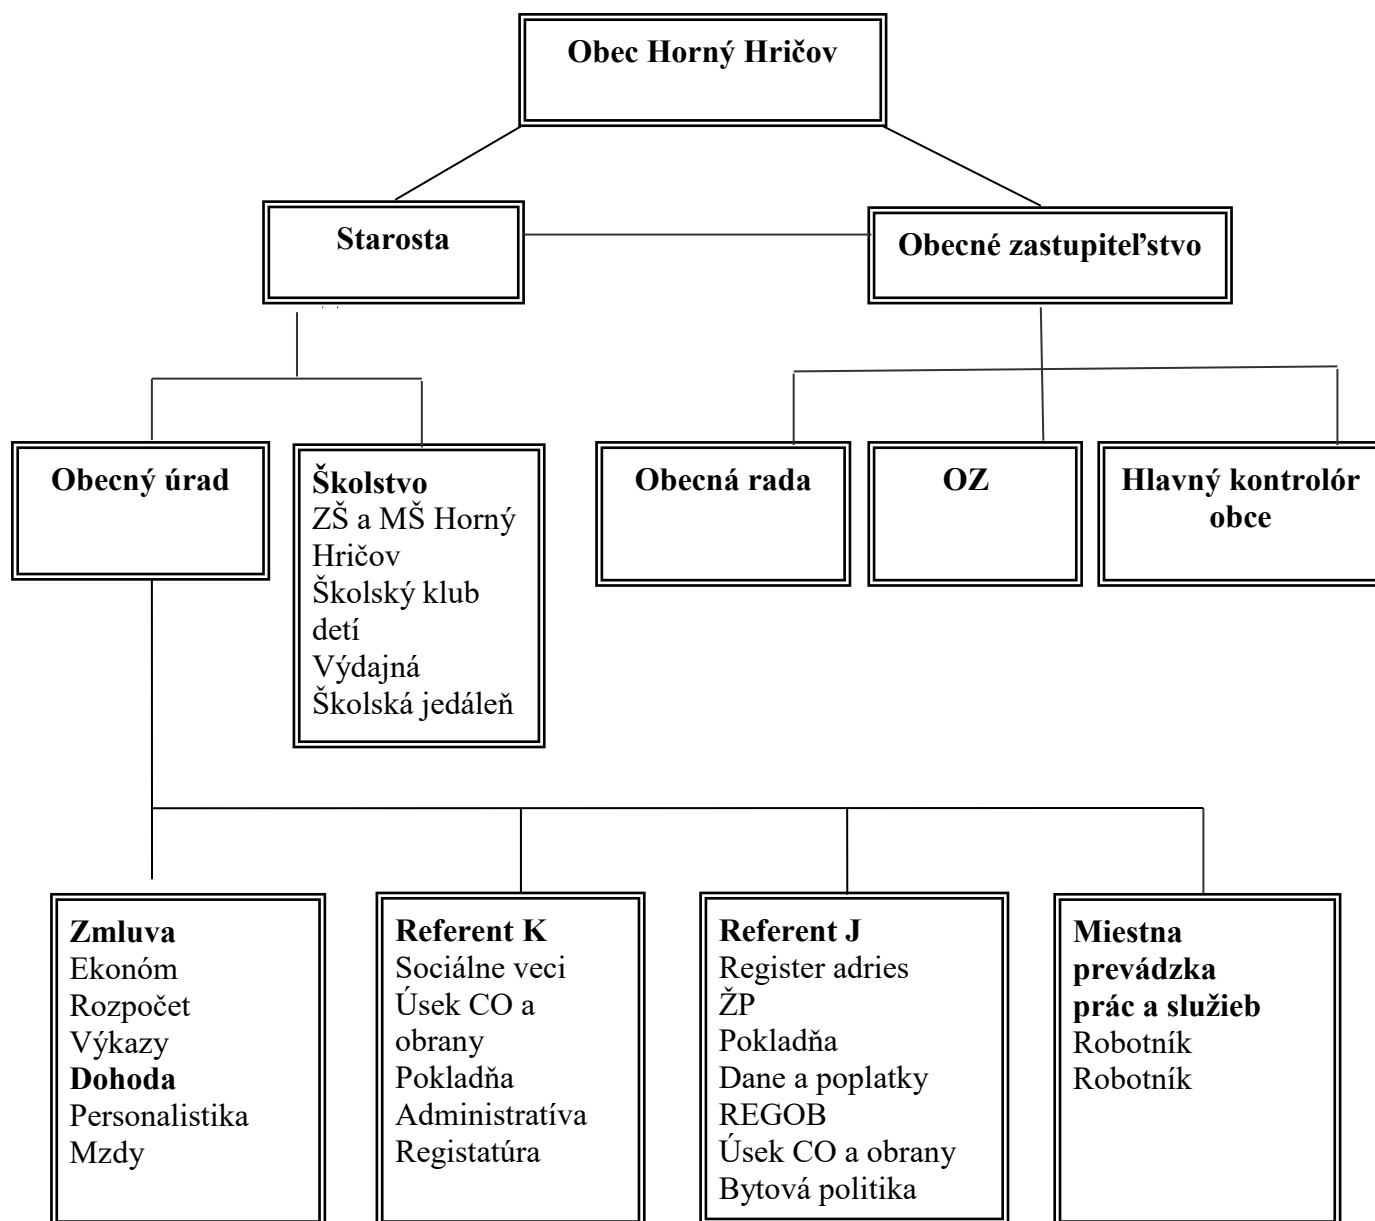 Obec Horný Hričov
Starosta
Obecné zastupiteľstvo
Obecný úrad
Školstvo
ZŠ a MŠ Horný
Hričov
Školský klub
detí
Výdajná
Školská jedáleň
Obecná rada
OZ
Hlavný kontrolór
obce
Zmluva
Ekonóm
Rozpočet
Výkazy
Dohoda
Personalistika
Mzdy
Referent K
Sociálne veci
Úsek CO a
obrany
Pokladňa
Administratíva
Registatúra
Referent J
Register adries
ŽP
Pokladňa
Dane a poplatky
REGOB
Úsek CO a obrany
Bytová politika
Miestna
prevádzka
prác a služieb
Robotník
Robotník